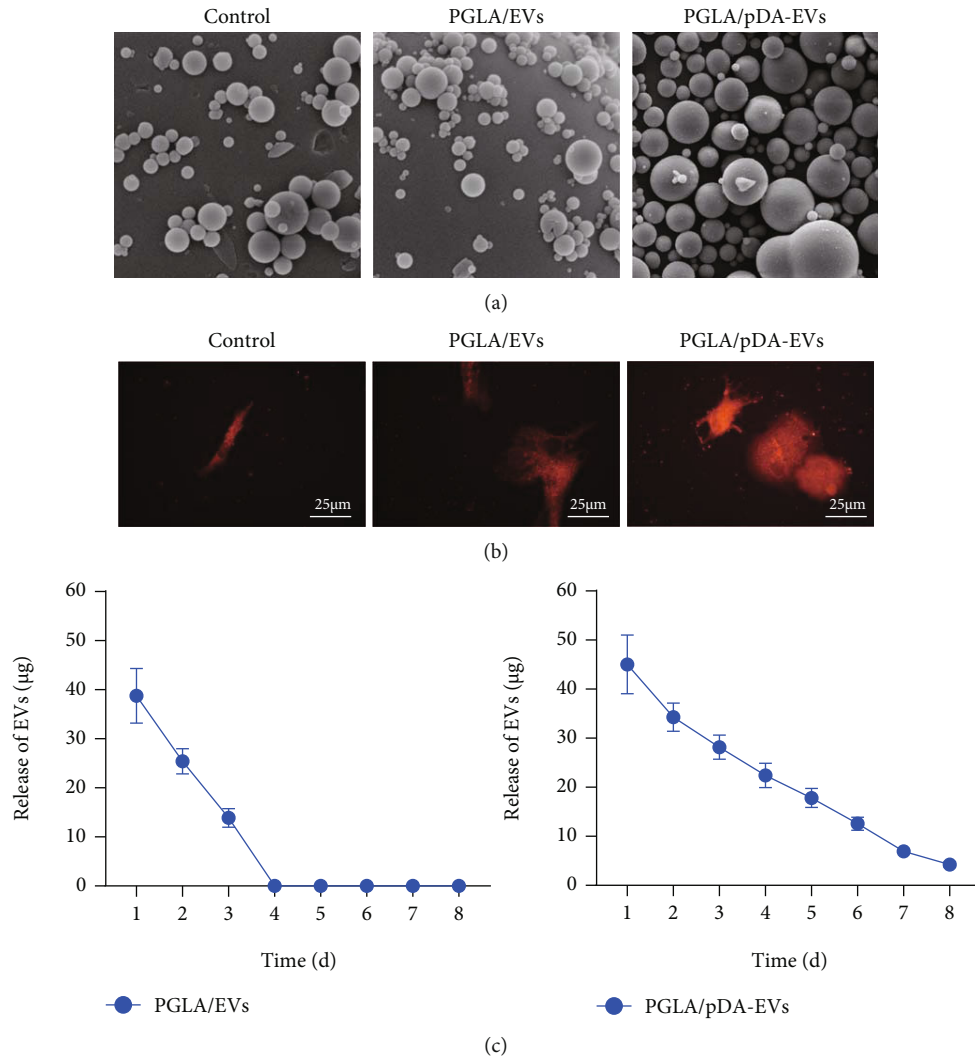 Control PGLA/EVs PGLA/pDA-EVs
(a)
Control PGLA/EVs PGLA/pDA-EVs
25μm 25μm 25μm
(b)
60
50
40
30
20
10
0
Release of EVs (μg)
1 2 3 4 5 6 7 8
Time (d)
PGLA/EVs
60
50
40
30
20
10
0
Release of EVs (μg)
1 2 3 4 5 6 7 8
Time (d)
PGLA/pDA-EVs
(c)